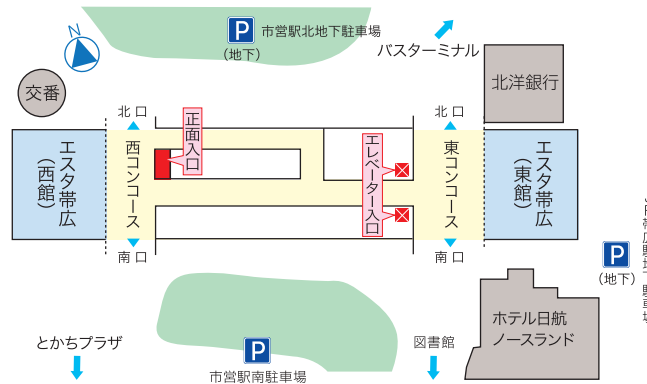 N
P
市営駅北地下駐車場
(地下)
バスターミナル
北洋銀行
交番
北口
北口
正面入口
エスタ帯広
(西館)
西コンコース
エレベーター入口
東コンコース
エスタ帯広
(東館)
南口
南口
P
(地下)
ホテル日航
ノースランド
とかちプラザ
P
市営駅南駐車場
図書館